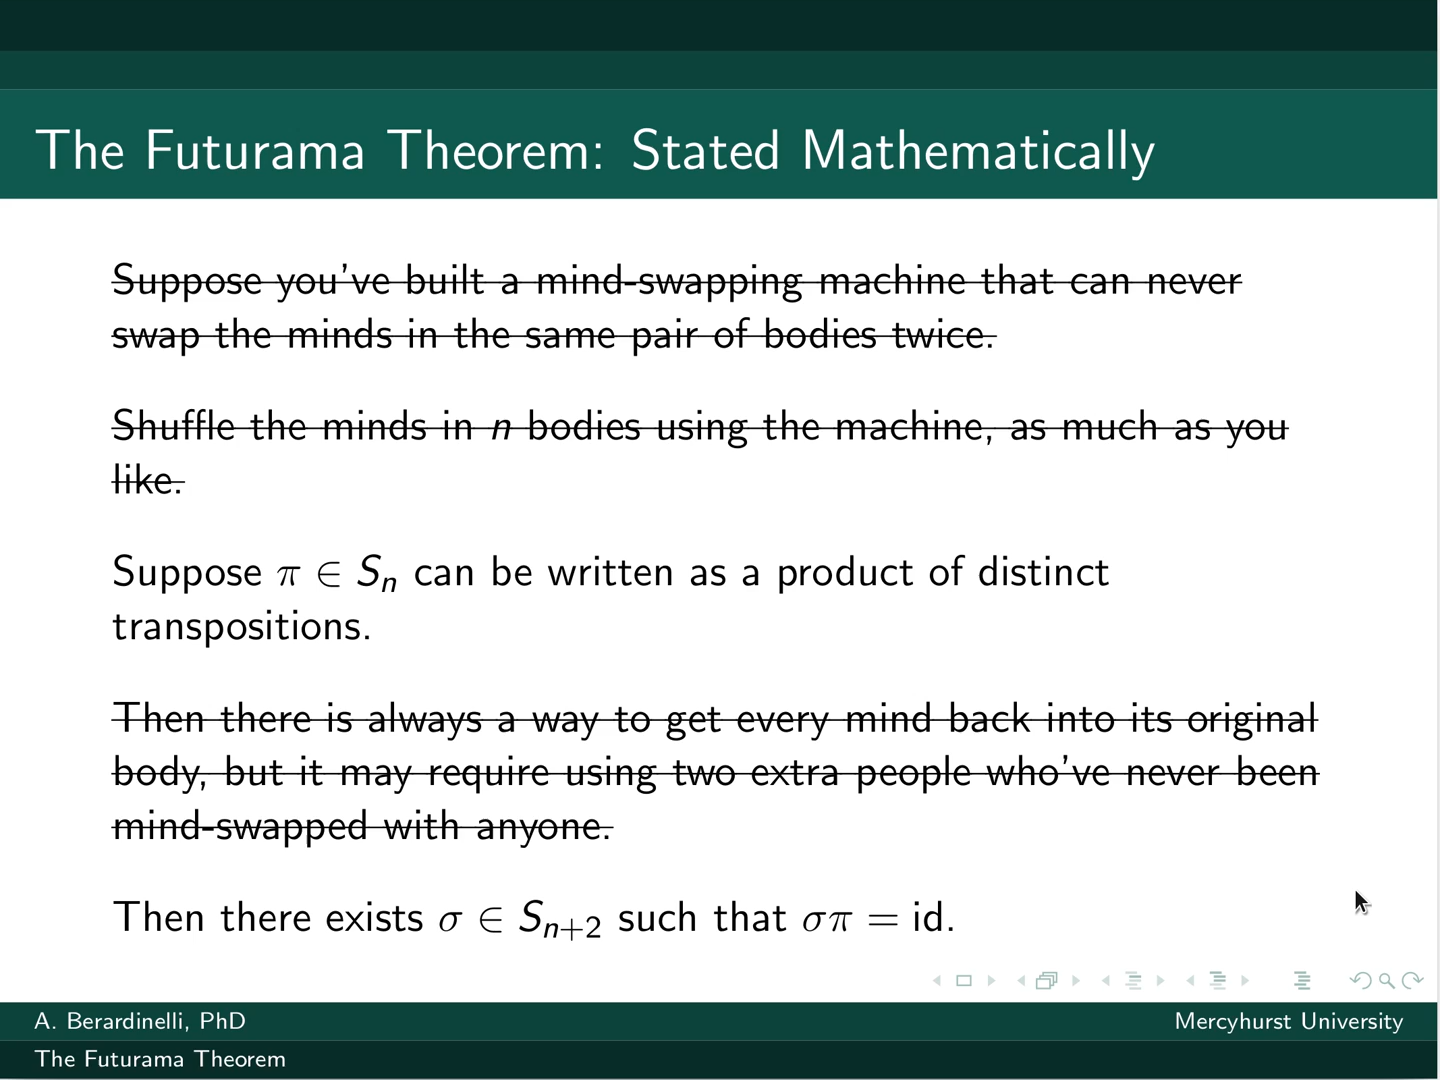 The Futurama Theorem: Stated Mathematically
Suppose you've built a mind-swapping machine that can never
swap the minds in the same pair of bodies twice.
Shuffle the minds in n bodies using the machine, as much as you
like.
Suppose π ∈ Sₙ can be written as a product of distinct
transpositions.
Then there is always a way to get every mind back into its original
body, but it may require using two extra people who've never been
mind-swapped with anyone.
Then there exists σ ∈ Sₙ₊₂ such that σπ = id.
A. Berardinelli, PhD
Mercyhurst University
The Futurama Theorem